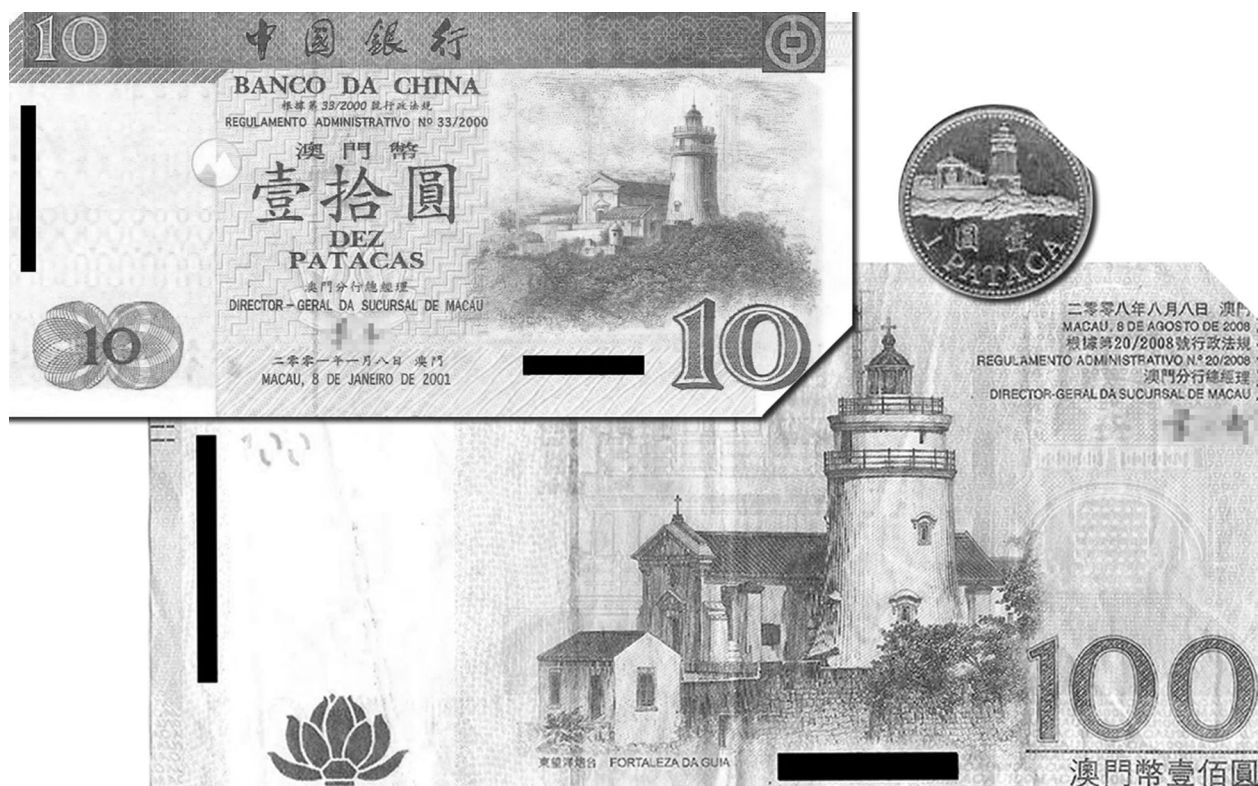 10
中國銀行
BANCO DA CHINA
根據第33/2000號行政法規
REGULAMENTO ADMINISTRATIVO Nº 33/2000
澳門幣
壹拾圓
DEZ
PATACAS
澳門分行總經理
DIRECTOR-GERAL DA SUCURSAL DE MACAU
二零零一年一月八日 澳門
MACAU, 8 DE JANEIRO DE 2001
10
10
1 圓 壹
PATACA
二零零八年八月八日 澳門
MACAU, 8 DE AGOSTO DE 2008
根據第20/2008號行政法規
REGULAMENTO ADMINISTRATIVO N.º 20/2008
澳門分行總經理
DIRECTOR-GERAL DA SUCURSAL DE MACAU
東望洋炮台 FORTALEZA DA GUIA
100
澳門幣壹佰圓